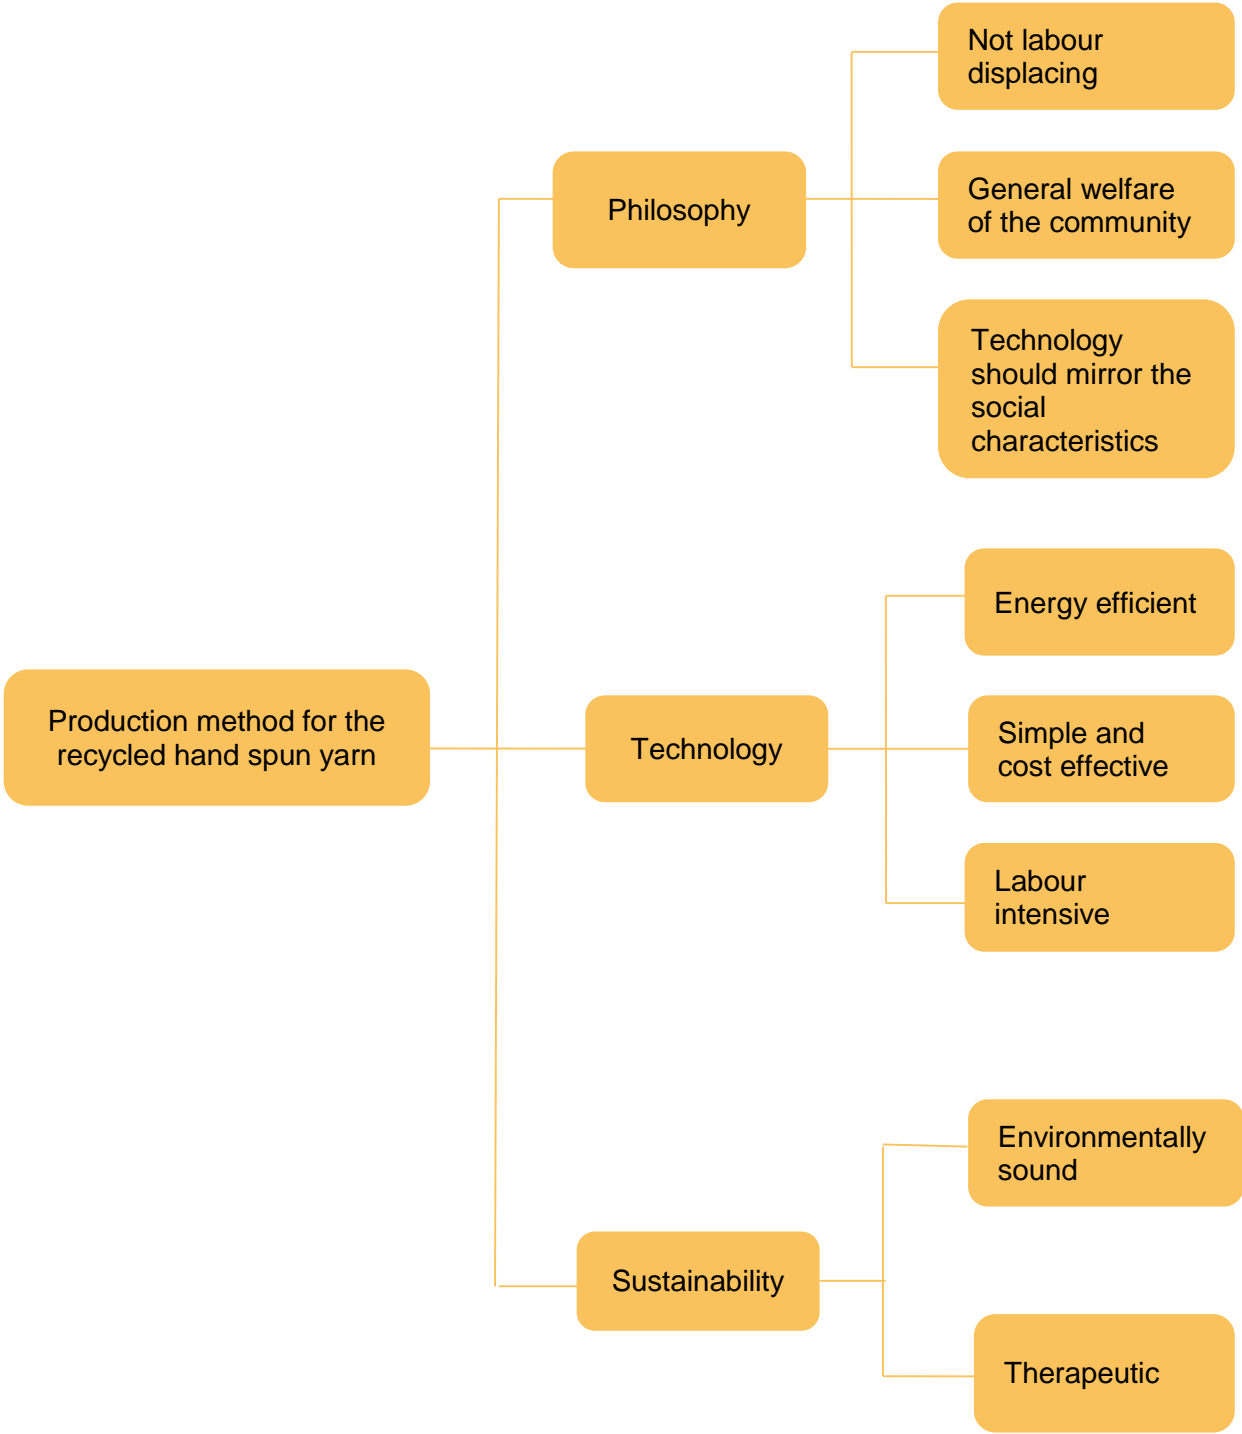 Production method for the
recycled hand spun yarn
Philosophy
Not labour
displacing
General welfare
of the community
Technology
should mirror the
social
characteristics
Technology
Energy efficient
Simple and
cost effective
Labour
intensive
Sustainability
Environmentally
sound
Therapeutic